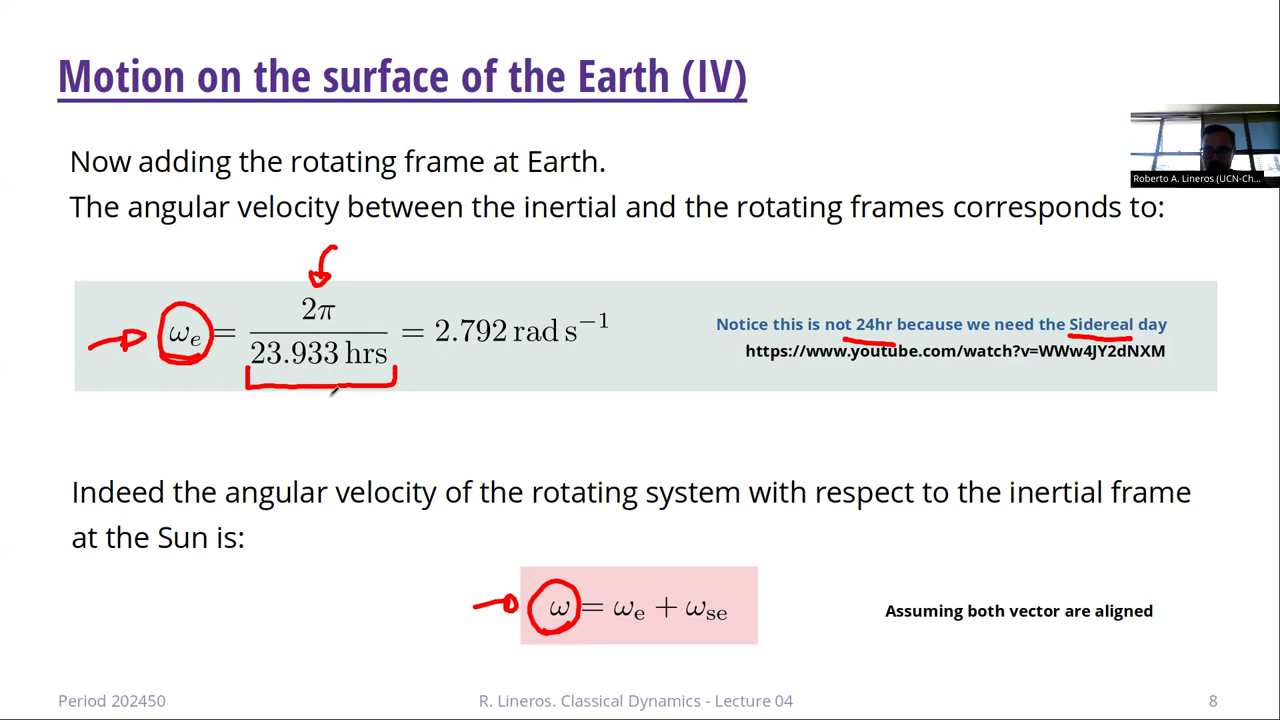 Motion on the surface of the Earth (IV)
Now adding the rotating frame at Earth.
The angular velocity between the inertial and the rotating frames corresponds to:
ωₑ = 2π / 23.933 hrs = 2.792 rad s⁻¹
Notice this is not 24hr because we need the Sidereal day
https://www.youtube.com/watch?v=WWw4JY2dNXM
Roberto A. Lineros (UCN-Ch...
Indeed the angular velocity of the rotating system with respect to the inertial frame
at the Sun is:
ω = ωₑ + ωₛₑ
Assuming both vector are aligned
Period 202450
R. Lineros. Classical Dynamics - Lecture 04
8